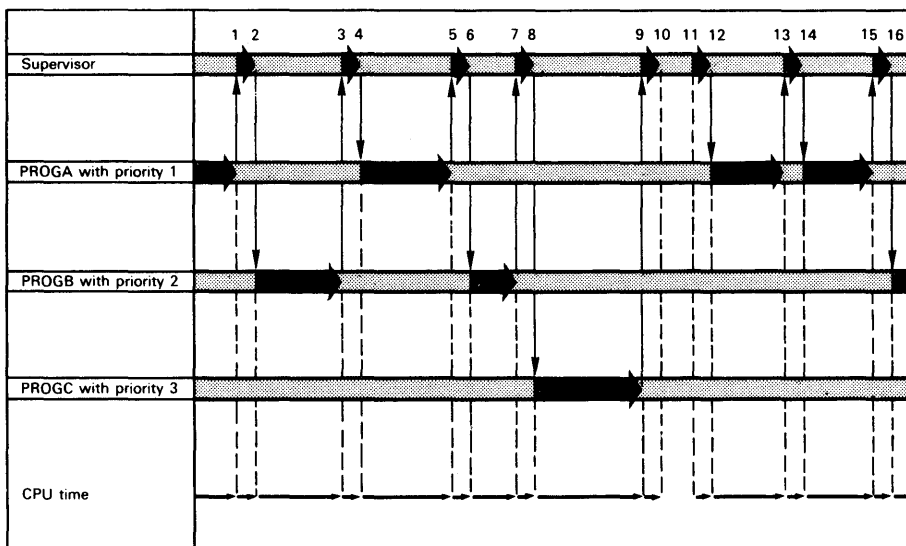 1 2 3 4 5 6 7 8 9 10 11 12 13 14 15 16
Supervisor
PROGA with priority 1
PROGB with priority 2
PROGC with priority 3
CPU time